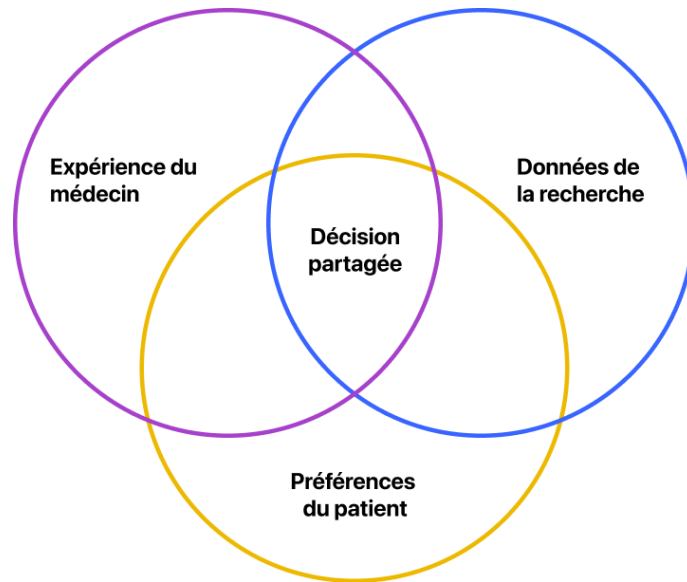 Expérience du
médecin
Données de
la recherche
Décision
partagée
Préférences
du patient